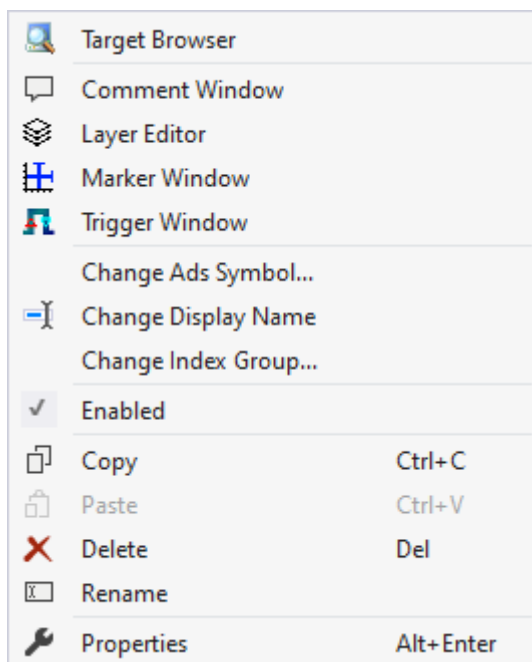 Target Browser
Comment Window
Layer Editor
Marker Window
Trigger Window
Change Ads Symbol...
Change Display Name
Change Index Group...
Enabled
Copy Ctrl+C
Paste Ctrl+V
Delete Del
Rename
Properties Alt+Enter